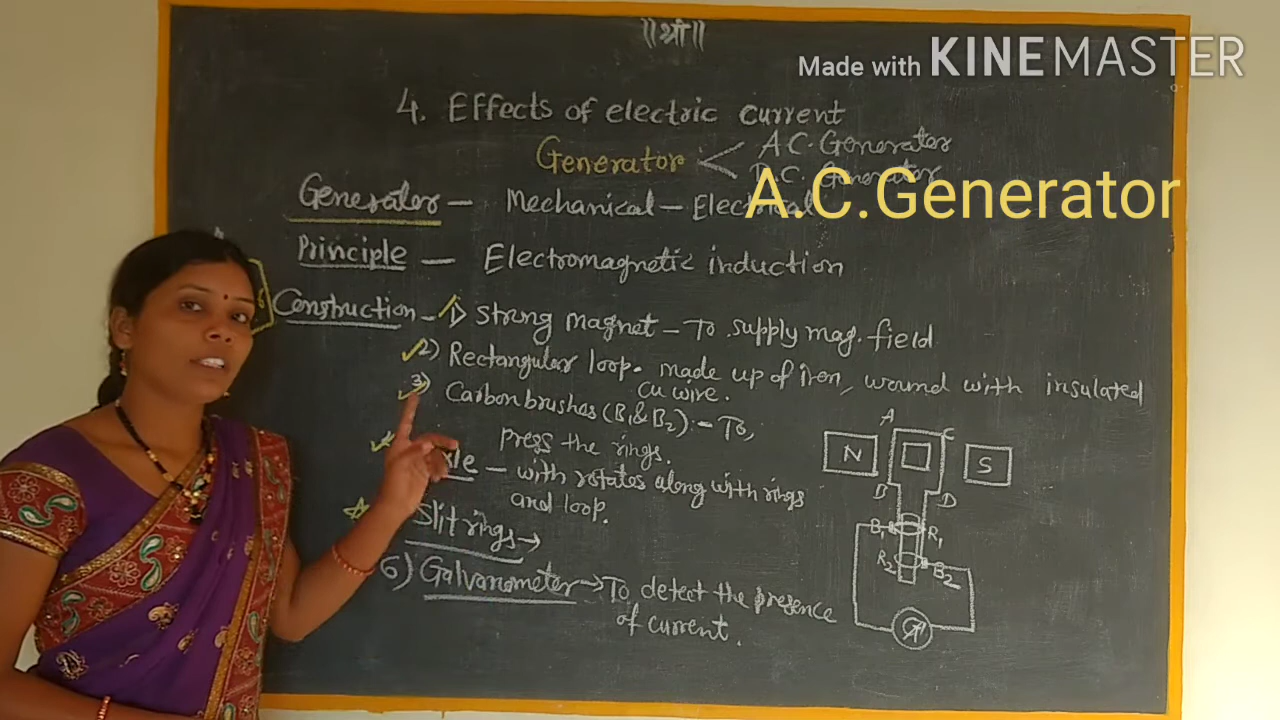 ॥श्री॥
Made with KINEMASTER
4. Effects of electric current
Generator
A.C. Generator
D.C. Generator
A.C.Generator
Generator — Mechanical — Electrical
Principle — Electromagnetic induction
Construction - 1) Strong magnet - To supply mag. field
2) Rectangular loop. made up of iron, wound with insulated
cu wire.
3) Carbon brushes (B1 & B2) :- To,
press the rings.
— with rotates along with rings
and loop.
Slit rings →
6) Galvanometer → To detect the presence
of current.
A
C
N
S
B
D
B1
R1
R2
B2